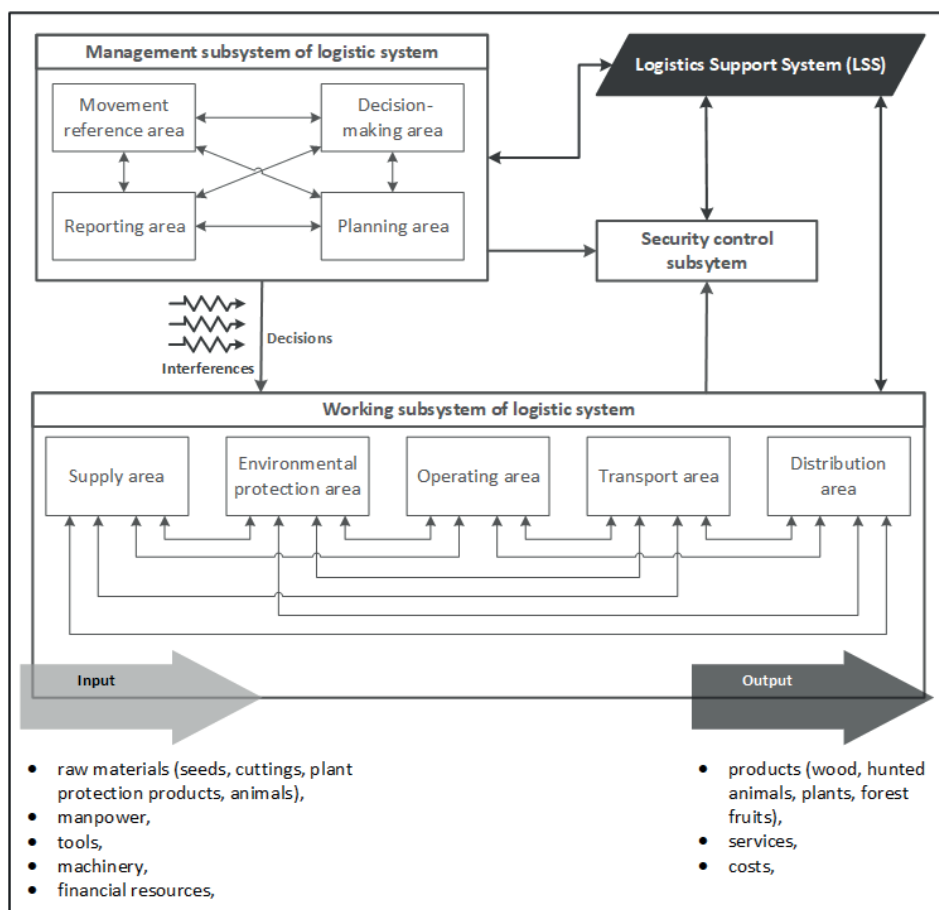 Management subsystem of logistic system
Logistics Support System (LSS)
Movement
reference area
Decision-
making area
Reporting area
Planning area
Security control
subsytem
Decisions
Interferences
Working subsystem of logistic system
Supply area
Environmental
protection area
Operating area
Transport area
Distribution
area
Input
Output
• raw materials (seeds, cuttings, plant
protection products, animals),
• manpower,
• tools,
• machinery,
• financial resources,
• products (wood, hunted
animals, plants, forest
fruits),
• services,
• costs,